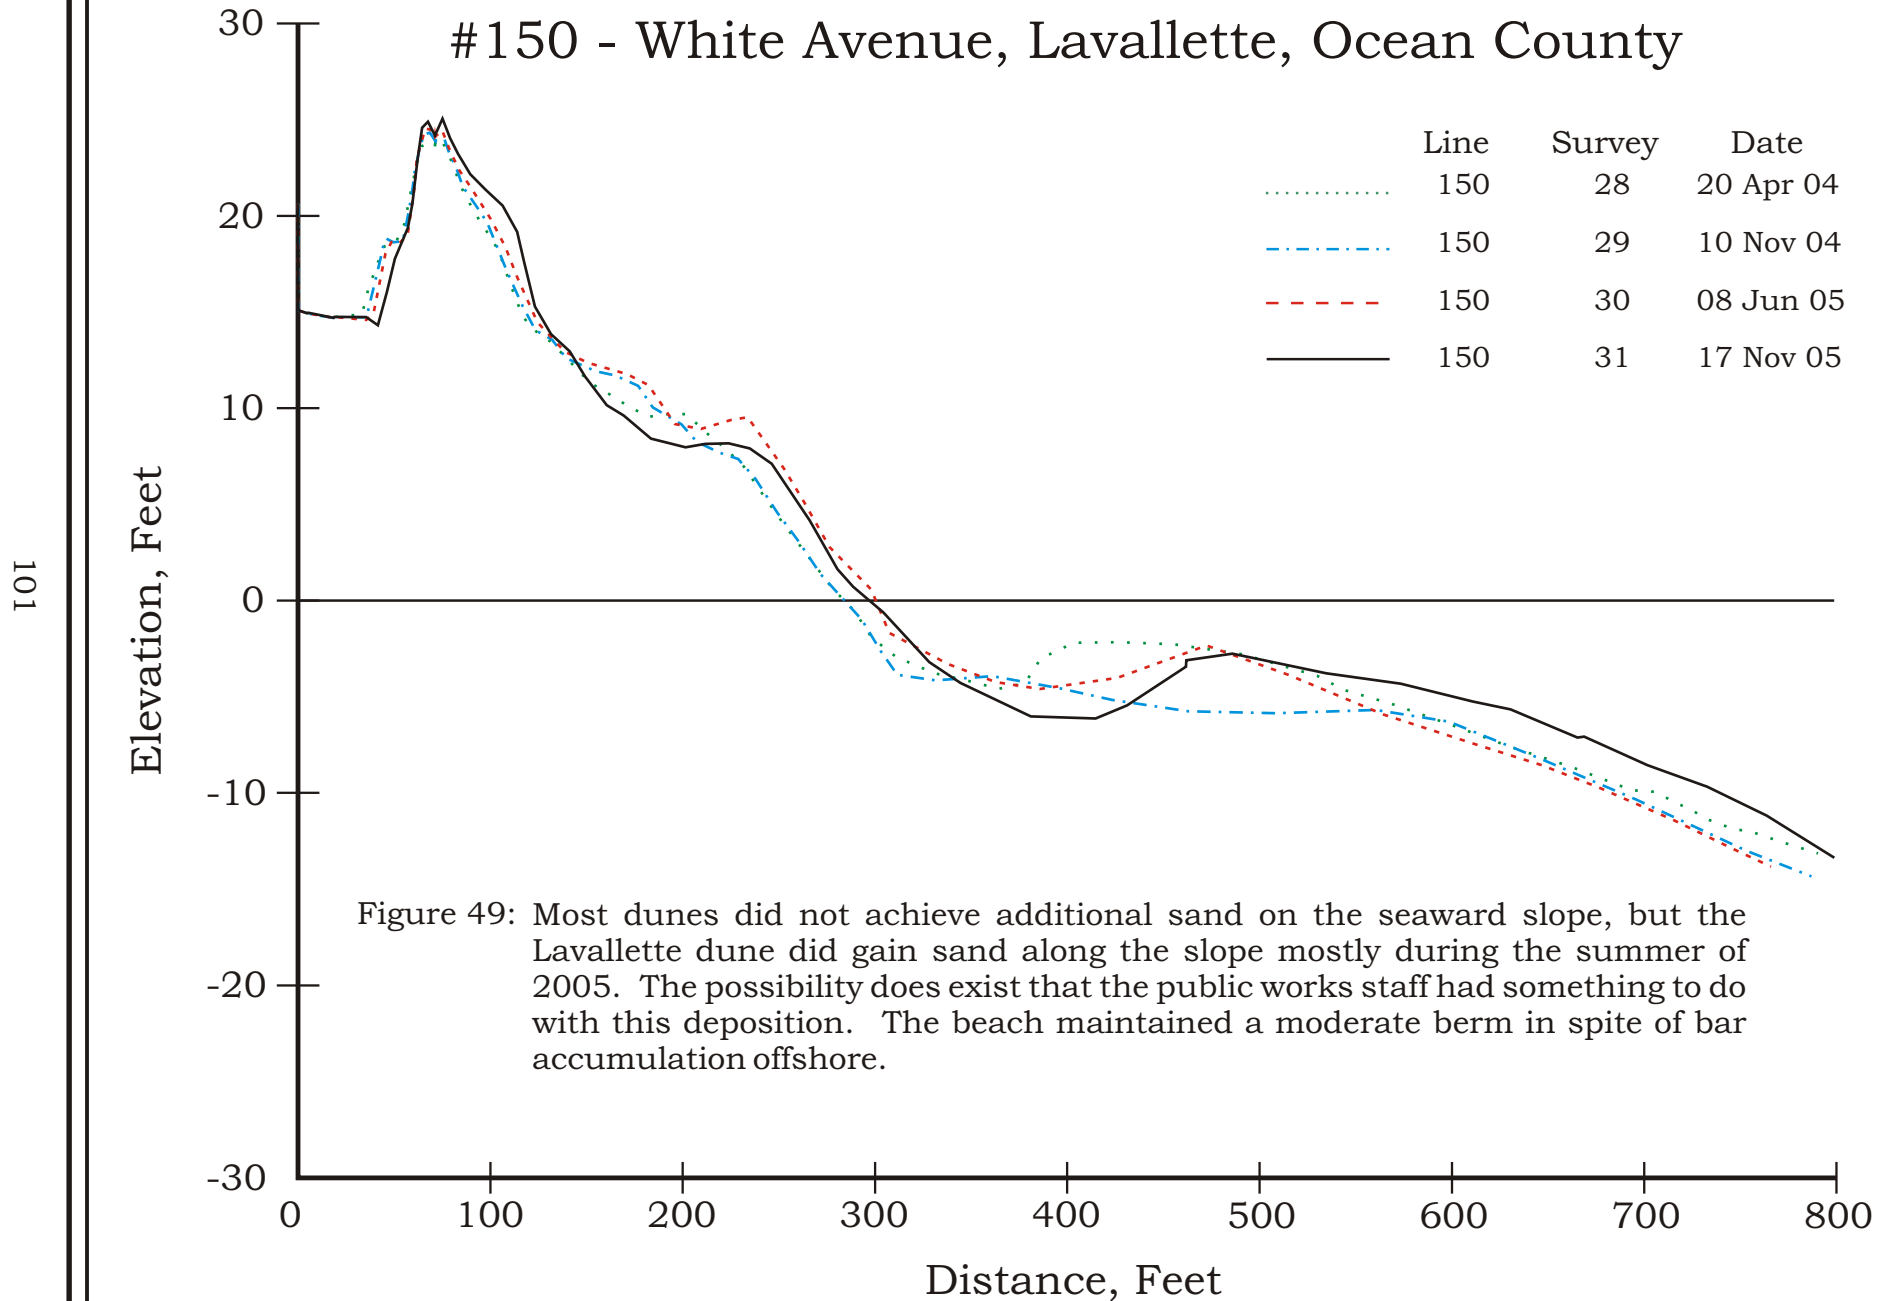 #150 - White Avenue, Lavallette, Ocean County
Line Survey Date
150 28 20 Apr 04
150 29 10 Nov 04
150 30 08 Jun 05
150 31 17 Nov 05
30
20
10
0
-10
-20
-30
Elevation, Feet
101
Figure 49: Most dunes did not achieve additional sand on the seaward slope, but the
Lavallette dune did gain sand along the slope mostly during the summer of
2005. The possibility does exist that the public works staff had something to do
with this deposition. The beach maintained a moderate berm in spite of bar
accumulation offshore.
0 100 200 300 400 500 600 700 800
Distance, Feet